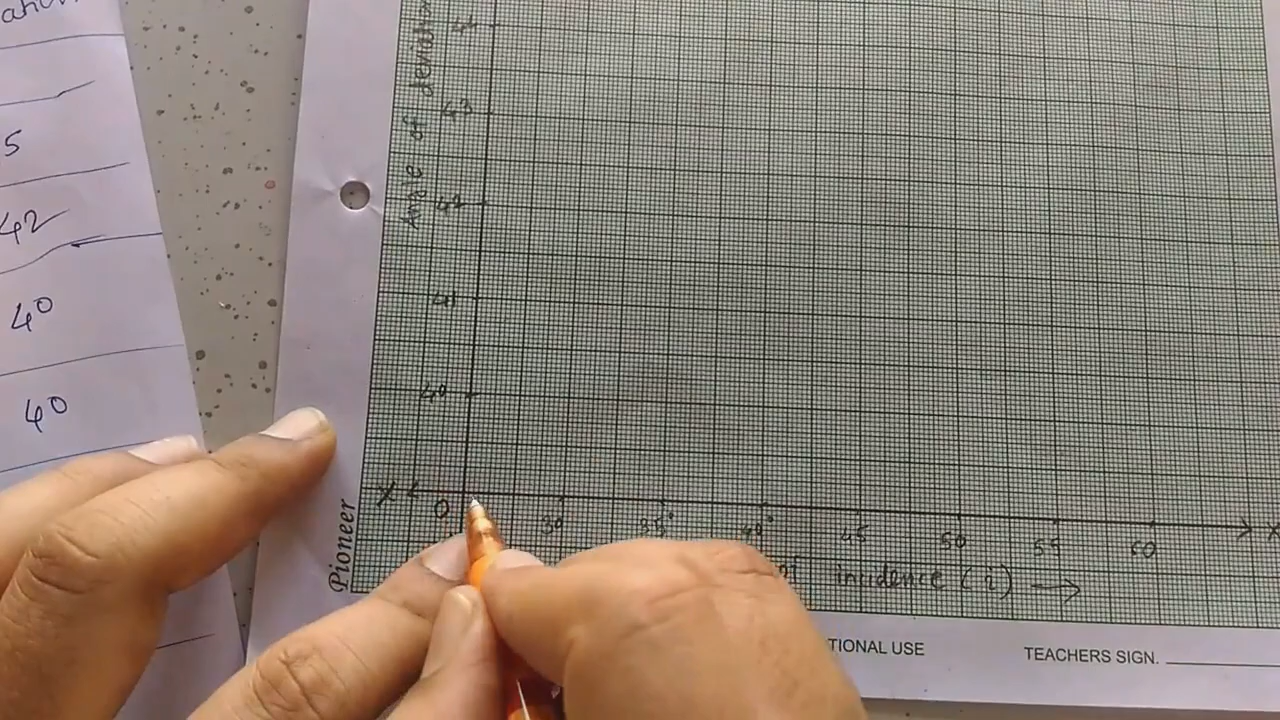 5
42
40
40
Angle of deviation
44
43
42
41
40
X
O
30
35°
40°
45
50
55
60
X
incidence (i) →
Pioneer
TIONAL USE
TEACHERS SIGN.